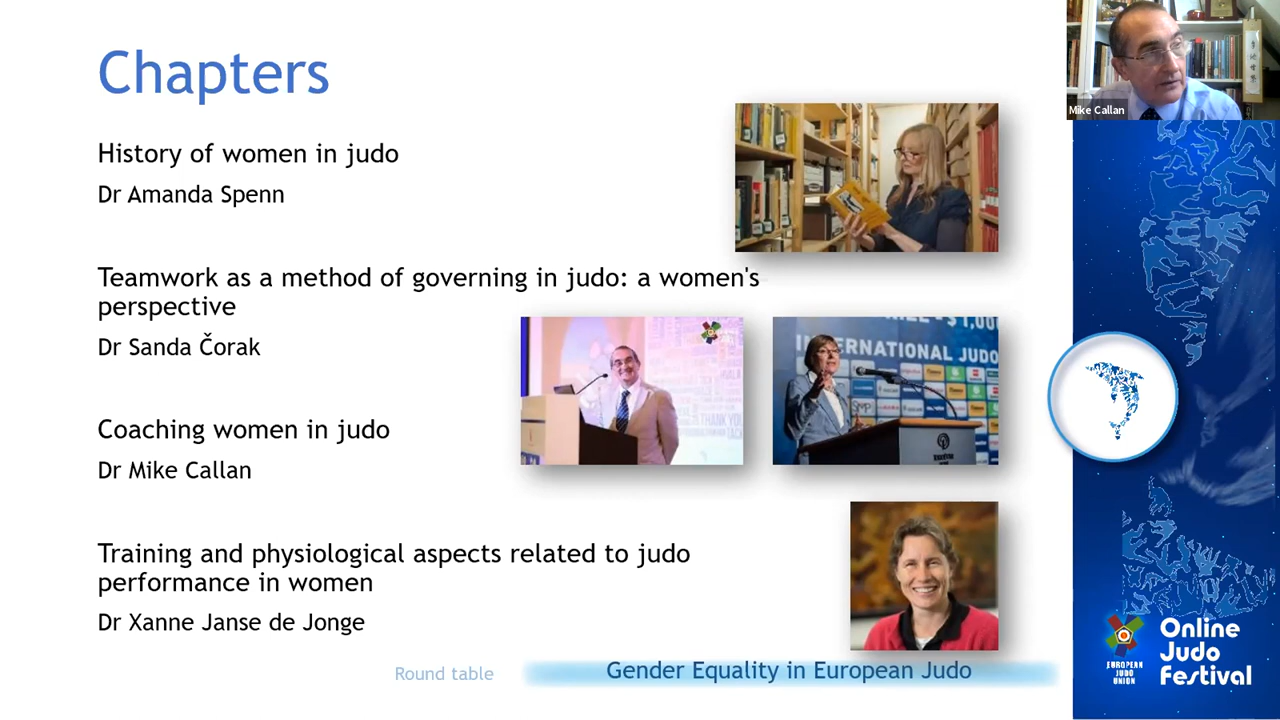 Chapters
Mike Callan
History of women in judo
Dr Amanda Spenn
Teamwork as a method of governing in judo: a women's
perspective
Dr Sanda Čorak
INTERNATIONAL JUDO
THANK YOU
Coaching women in judo
Dr Mike Callan
Training and physiological aspects related to judo
performance in women
Dr Xanne Janse de Jonge
Round table
Gender Equality in European Judo
EUROPEAN
JUDO
UNION
Online
Judo
Festival